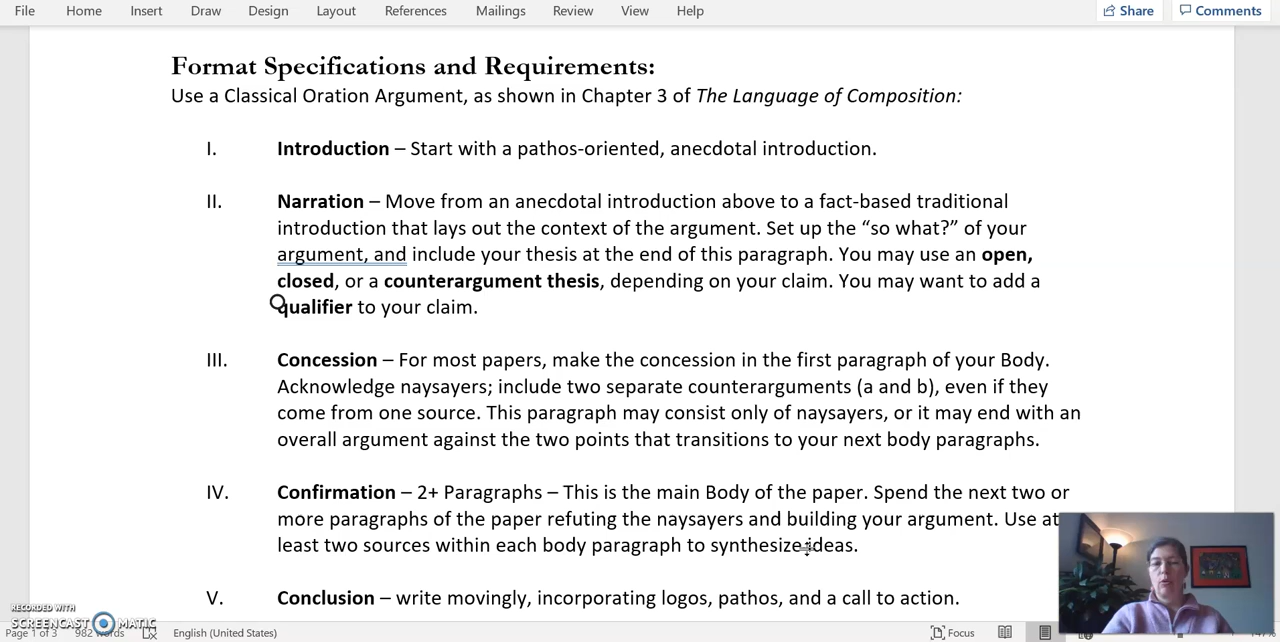 File Home Insert Draw Design Layout References Mailings Review View Help Share Comments
Format Specifications and Requirements:
Use a Classical Oration Argument, as shown in Chapter 3 of The Language of Composition:
I. Introduction – Start with a pathos-oriented, anecdotal introduction.
II. Narration – Move from an anecdotal introduction above to a fact-based traditional
introduction that lays out the context of the argument. Set up the “so what?” of your
argument, and include your thesis at the end of this paragraph. You may use an open,
closed, or a counterargument thesis, depending on your claim. You may want to add a
qualifier to your claim.
III. Concession – For most papers, make the concession in the first paragraph of your Body.
Acknowledge naysayers; include two separate counterarguments (a and b), even if they
come from one source. This paragraph may consist only of naysayers, or it may end with an
overall argument against the two points that transitions to your next body paragraphs.
IV. Confirmation – 2+ Paragraphs – This is the main Body of the paper. Spend the next two or
more paragraphs of the paper refuting the naysayers and building your argument. Use at
least two sources within each body paragraph to synthesize ideas.
V. Conclusion – write movingly, incorporating logos, pathos, and a call to action.
RECORDED WITH
SCREENCAST MATIC
Page 1 of 3 982 words English (United States) Focus